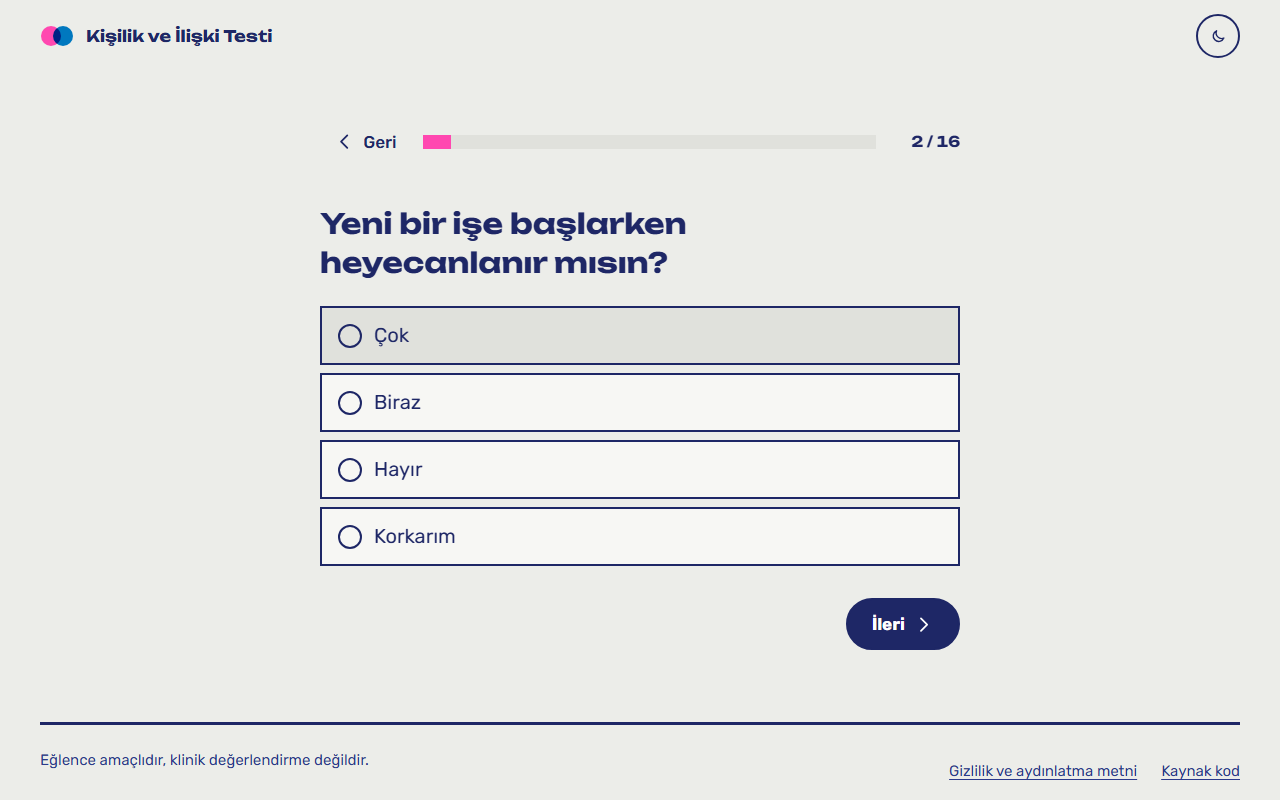 Kişilik ve İlişki Testi
Geri
2 / 16
Yeni bir işe başlarken
heyecanlanır mısın?
Çok
Biraz
Hayır
Korkarım
İleri
Eğlence amaçlıdır, klinik değerlendirme değildir.
Gizlilik ve aydınlatma metni
Kaynak kod